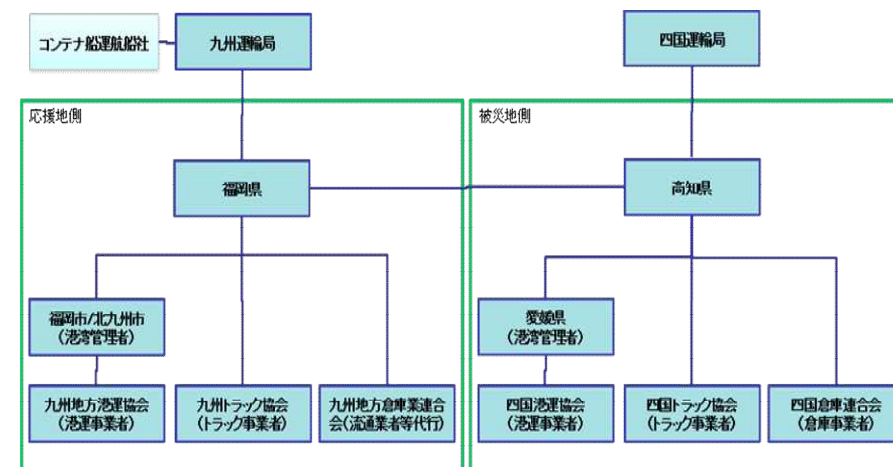 コンテナ船運航船社
九州運輸局
四国運輸局
応援地側
被災地側
福岡県
高知県
福岡市/北九州市
(港湾管理者)
愛媛県
(港湾管理者)
九州地方港運協会
(港運事業者)
九州トラック協会
(トラック事業者)
九州地方倉庫業連合
会(流通業者等代行)
四国港運協会
(港運事業者)
四国トラック協会
(トラック事業者)
四国倉庫連合会
(倉庫事業者)